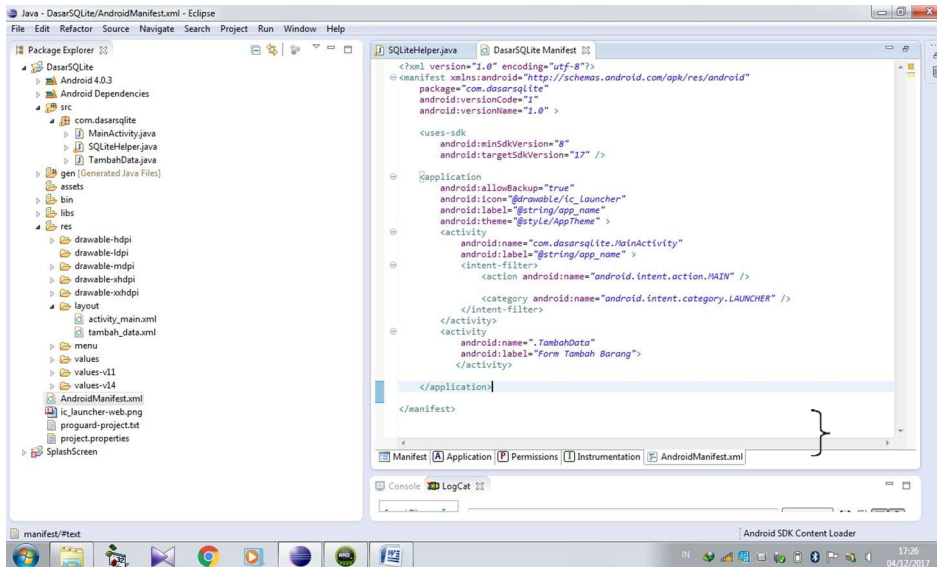 Java - DasarSQLite/AndroidManifest.xml - Eclipse
File Edit Refactor Source Navigate Search Project Run Window Help
Package Explorer
DasarSQLite
Android 4.0.3
Android Dependencies
src
com.dasarsqlite
MainActivity.java
SQLiteHelper.java
TambahData.java
gen [Generated Java Files]
assets
bin
libs
res
drawable-hdpi
drawable-ldpi
drawable-mdpi
drawable-xhdpi
drawable-xxhdpi
layout
activity_main.xml
tambah_data.xml
menu
values
values-v11
values-v14
AndroidManifest.xml
ic_launcher-web.png
proguard-project.txt
project.properties
SplashScreen
SQLiteHelper.java DasarSQLite Manifest
<?xml version="1.0" encoding="utf-8"?>
<manifest xmlns:android="http://schemas.android.com/apk/res/android"
package="com.dasarsqlite"
android:versionCode="1"
android:versionName="1.0" >
<uses-sdk
android:minSdkVersion="8"
android:targetSdkVersion="17" />
<application
android:allowBackup="true"
android:icon="@drawable/ic_launcher"
android:label="@string/app_name"
android:theme="@style/AppTheme" >
<activity
android:name="com.dasarsqlite.MainActivity"
android:label="@string/app_name" >
<intent-filter>
<action android:name="android.intent.action.MAIN" />
<category android:name="android.intent.category.LAUNCHER" />
</intent-filter>
</activity>
<activity
android:name=".TambahData"
android:label="Form Tambah Barang">
</activity>
</application>
</manifest>
Manifest A Application P Permissions I Instrumentation AndroidManifest.xml
Console LogCat
manifest/#text
Android SDK Content Loader
IN
17:26
04/12/2017